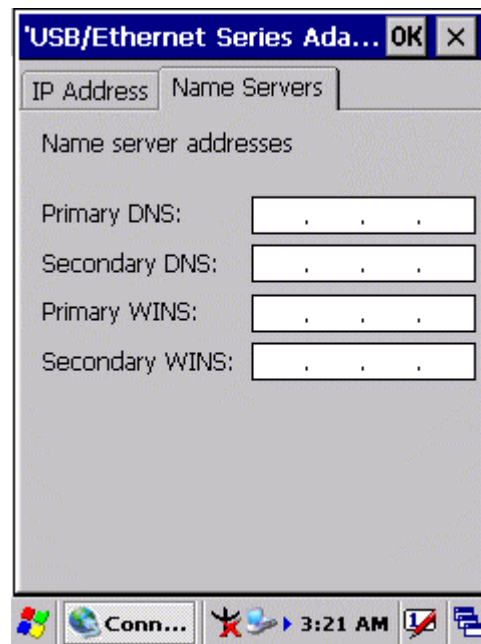 'USB/Ethernet Series Ada... OK ×
IP Address Name Servers
Name server addresses
Primary DNS: . . .
Secondary DNS: . . .
Primary WINS: . . .
Secondary WINS: . . .
Conn... 3:21 AM 1